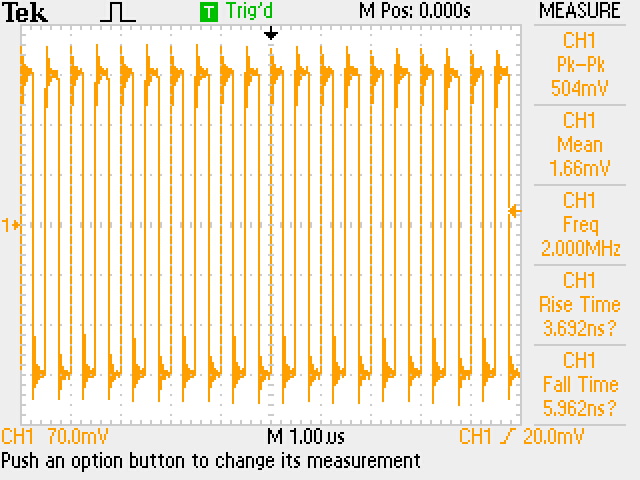 Tek T Trig'd M Pos: 0.000s MEASURE
CH1
Pk-Pk
504mV
CH1
Mean
1.66mV
CH1
Freq
2.000MHz
CH1
Rise Time
3.692ns?
CH1
Fall Time
5.962ns?
1
CH1 70.0mV M 1.00us CH1 20.0mV
Push an option button to change its measurement